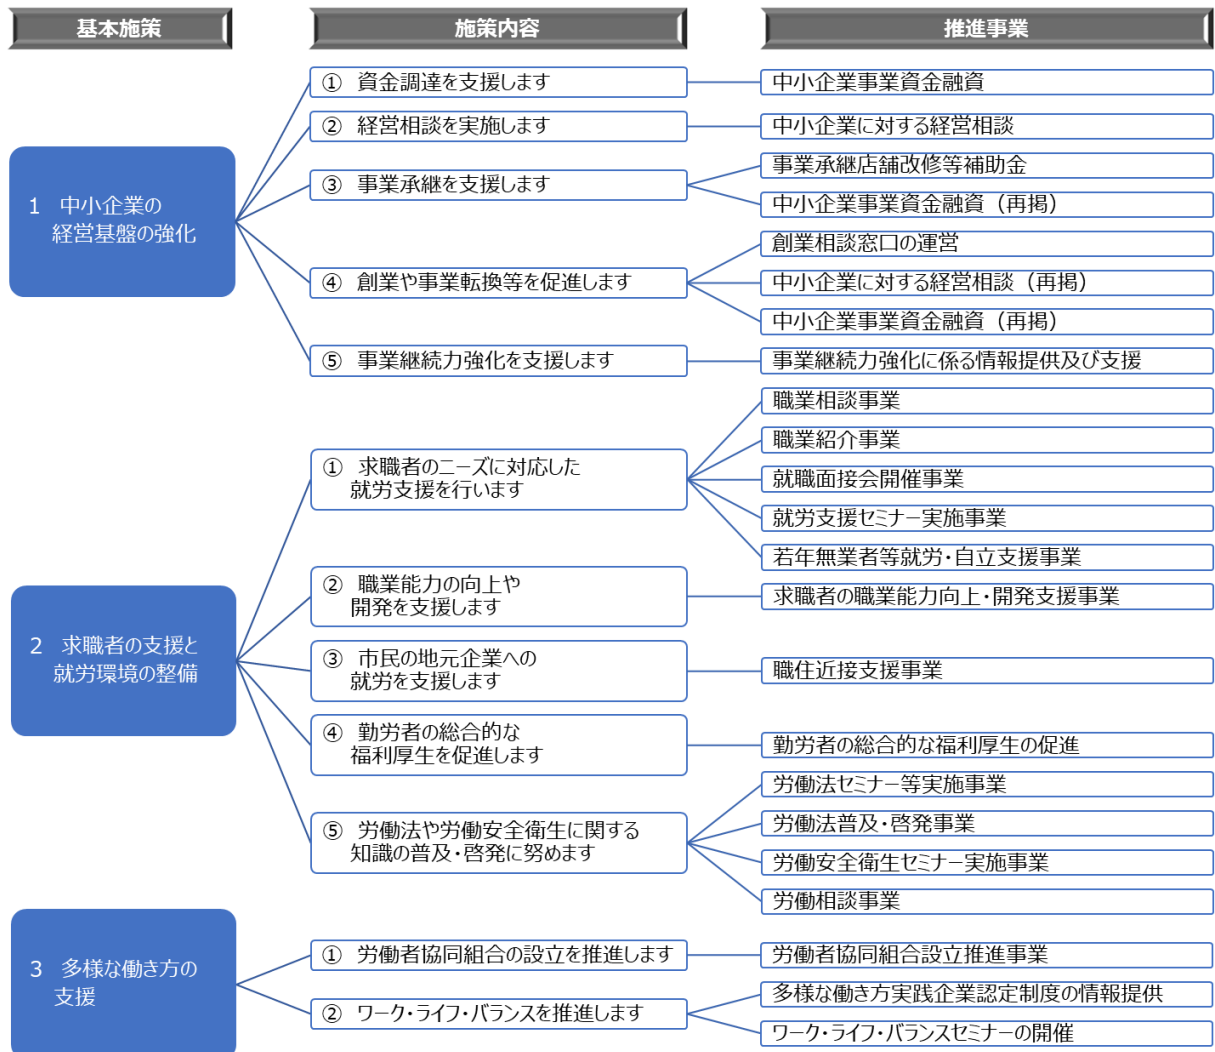 基本施策
施策内容
推進事業
1 中小企業の
経営基盤の強化
① 資金調達を支援します
中小企業事業資金融資
② 経営相談を実施します
中小企業に対する経営相談
③ 事業承継を支援します
事業承継店舗改修等補助金
中小企業事業資金融資（再掲）
④ 創業や事業転換等を促進します
創業相談窓口の運営
中小企業に対する経営相談（再掲）
中小企業事業資金融資（再掲）
⑤ 事業継続力強化を支援します
事業継続力強化に係る情報提供及び支援
2 求職者の支援と
就労環境の整備
① 求職者のニーズに対応した
就労支援を行います
職業相談事業
職業紹介事業
就職面接会開催事業
就労支援セミナー実施事業
若年無業者等就労・自立支援事業
② 職業能力の向上や
開発を支援します
求職者の職業能力向上・開発支援事業
③ 市民の地元企業への
就労を支援します
職住近接支援事業
④ 勤労者の総合的な
福利厚生を促進します
勤労者の総合的な福利厚生の促進
⑤ 労働法や労働安全衛生に関する
知識の普及・啓発に努めます
労働法セミナー等実施事業
労働法普及・啓発事業
労働安全衛生セミナー実施事業
労働相談事業
3 多様な働き方の
支援
① 労働者協同組合の設立を推進します
労働者協同組合設立推進事業
② ワーク・ライフ・バランスを推進します
多様な働き方実践企業認定制度の情報提供
ワーク・ライフ・バランスセミナーの開催